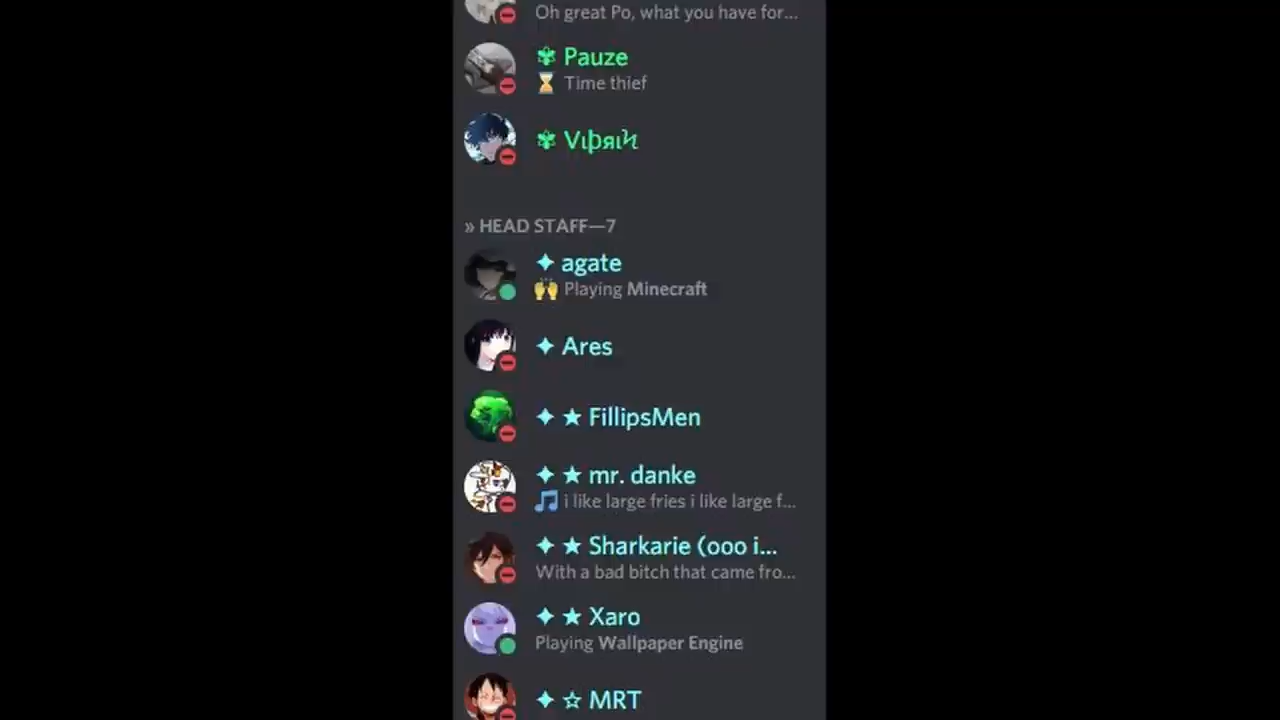 Oh great Po, what you have for...
✾ Pauze
⏳ Time thief
✾ Vιþяιϟ
» HEAD STAFF—7
✦ agate
🙌 Playing Minecraft
✦ Ares
✦ ★ FillipsMen
✦ ★ mr. danke
🎵 i like large fries i like large f...
✦ ★ Sharkarie (ooo i...
With a bad bitch that came fro...
✦ ★ Xaro
Playing Wallpaper Engine
✦ ☆ MRT